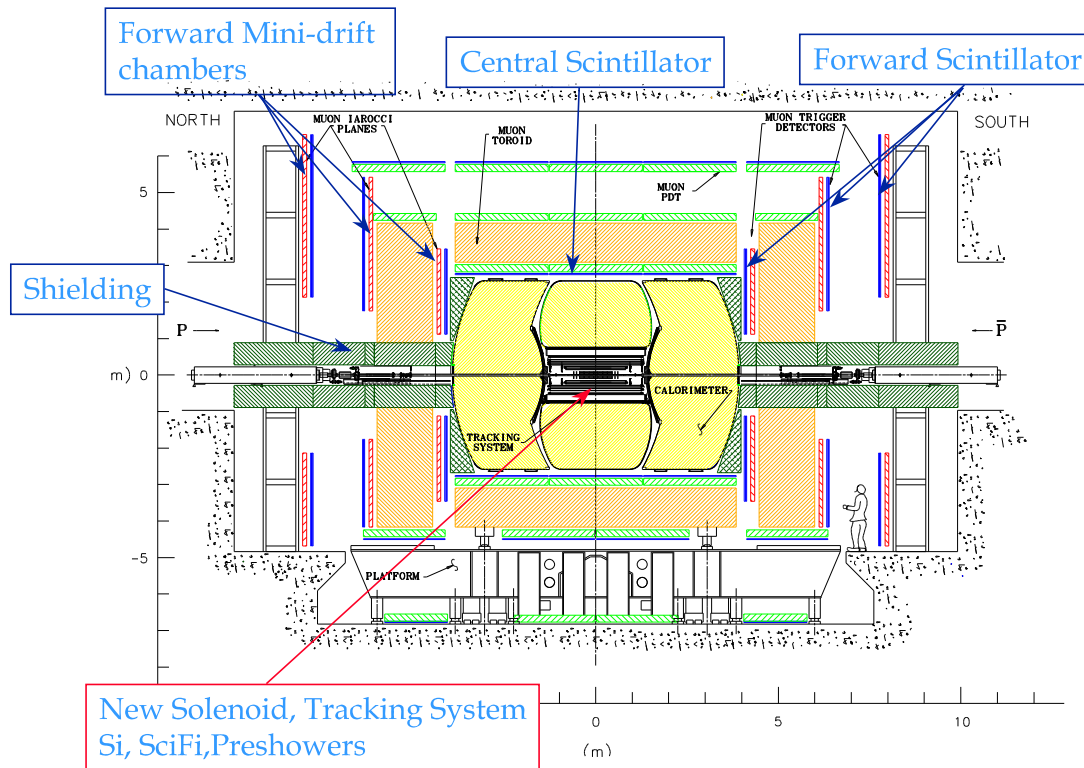 Forward Mini-drift
chambers
Central Scintillator
Forward Scintillator
NORTH
MUON IAROCCI
PLANES
MUON
TOROID
MUON TRIGGER
DETECTORS
SOUTH
MUON
PDT
5
Shielding
P
P̅
m) 0
CALORIMETER
TRACKING
SYSTEM
-5
PLATFORM
New Solenoid, Tracking System
Si, SciFi,Preshowers
0 5 10
(m)